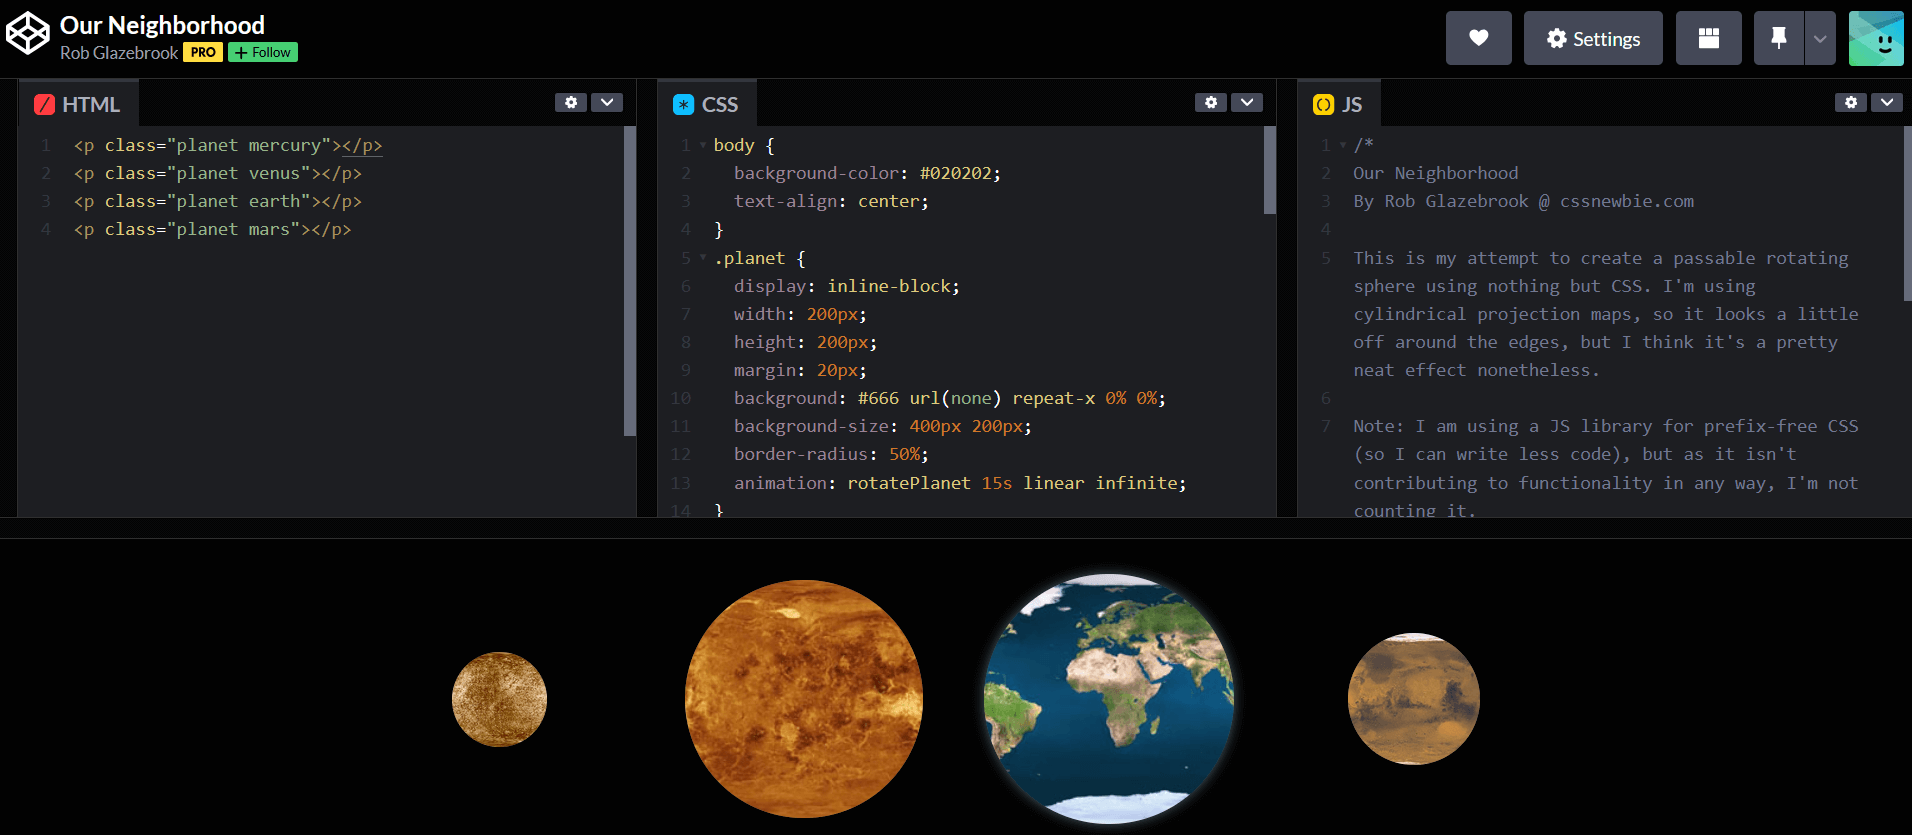 Our Neighborhood
Rob Glazebrook PRO + Follow
Settings
HTML
1 <p class="planet mercury"></p>
2 <p class="planet venus"></p>
3 <p class="planet earth"></p>
4 <p class="planet mars"></p>
CSS
1 body {
2 background-color: #020202;
3 text-align: center;
4 }
5 .planet {
6 display: inline-block;
7 width: 200px;
8 height: 200px;
9 margin: 20px;
10 background: #666 url(none) repeat-x 0% 0%;
11 background-size: 400px 200px;
12 border-radius: 50%;
13 animation: rotatePlanet 15s linear infinite;
14 }
JS
1 /*
2 Our Neighborhood
3 By Rob Glazebrook @ cssnewbie.com
4
5 This is my attempt to create a passable rotating
sphere using nothing but CSS. I'm using
cylindrical projection maps, so it looks a little
off around the edges, but I think it's a pretty
neat effect nonetheless.
6
7 Note: I am using a JS library for prefix-free CSS
(so I can write less code), but as it isn't
contributing to functionality in any way, I'm not
counting it.